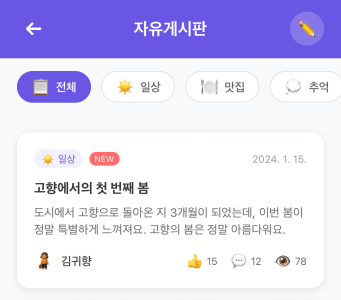 자유게시판
전체 일상 맛집 추억
일상 NEW 2024. 1. 15.
고향에서의 첫 번째 봄
도시에서 고향으로 돌아온 지 3개월이 되었는데, 이번 봄이
정말 특별하게 느껴져요. 고향의 봄은 정말 아름다워요.
김귀향 15 12 78